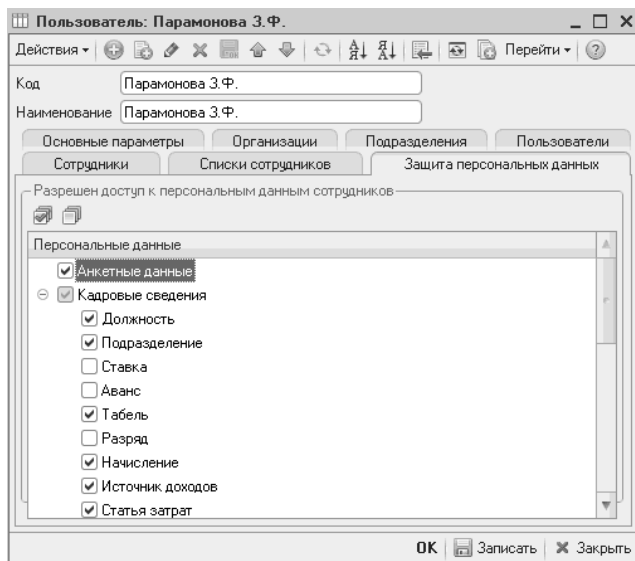 Пользователь: Парамонова З.Ф.
Действия Перейти
Код Парамонова З.Ф.
Наименование Парамонова З.Ф.
Основные параметры Организации Подразделения Пользователи
Сотрудники Списки сотрудников Защита персональных данных
Разрешен доступ к персональным данным сотрудников
Персональные данные
Анкетные данные
Кадровые сведения
Должность
Подразделение
Ставка
Аванс
Табель
Разряд
Начисление
Источник доходов
Статья затрат
OK Записать Закрыть